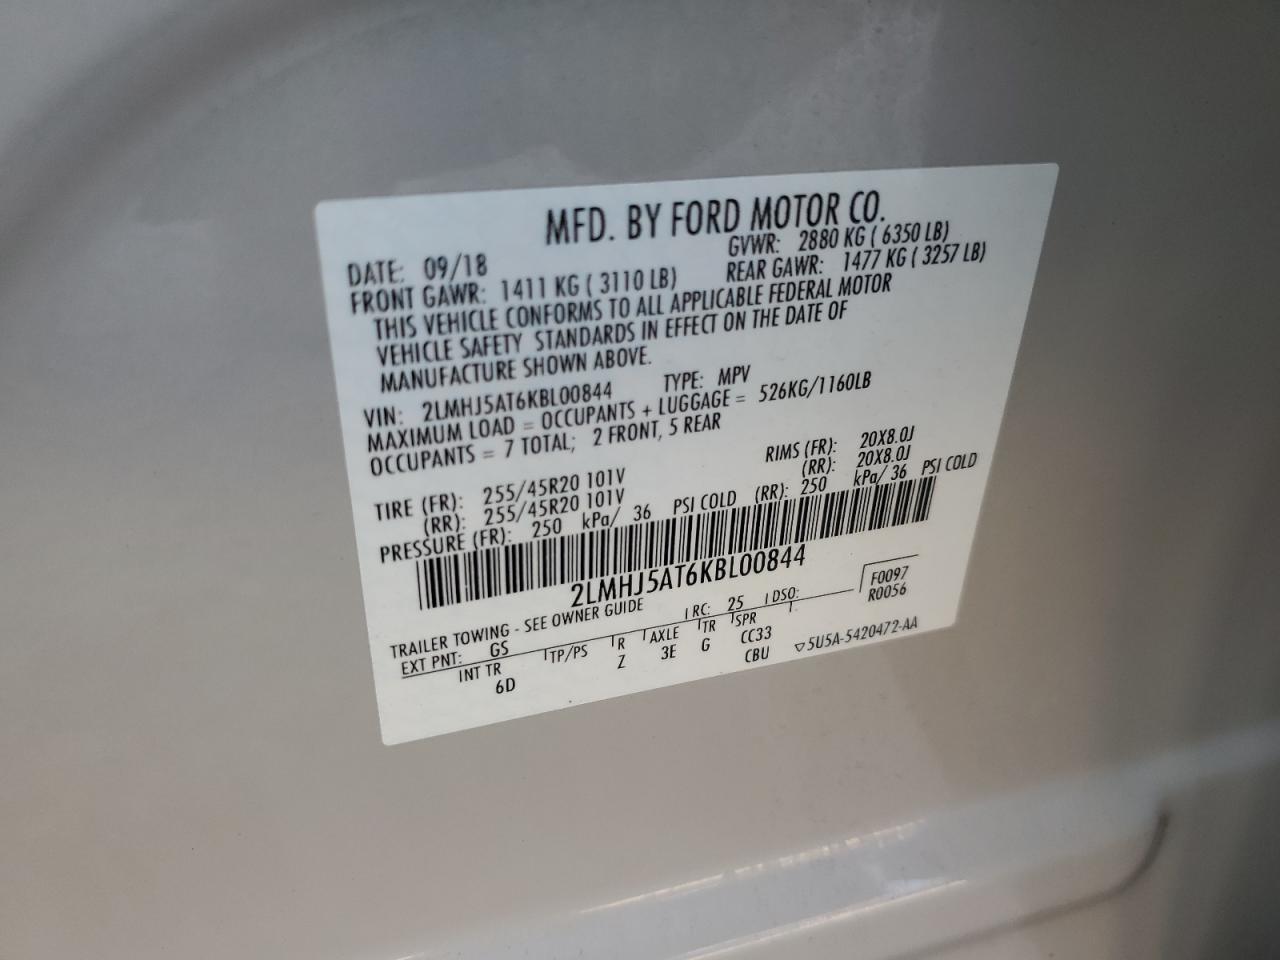 MFD. BY FORD MOTOR CO.
DATE: 09/18 GVWR: 2880 KG ( 6350 LB)
FRONT GAWR: 1411 KG ( 3110 LB) REAR GAWR: 1477 KG ( 3257 LB)
THIS VEHICLE CONFORMS TO ALL APPLICABLE FEDERAL MOTOR
VEHICLE SAFETY STANDARDS IN EFFECT ON THE DATE OF
MANUFACTURE SHOWN ABOVE.
VIN: 2LMHJ5AT6KBL00844 TYPE: MPV
MAXIMUM LOAD = OCCUPANTS + LUGGAGE = 526KG/1160LB
OCCUPANTS = 7 TOTAL; 2 FRONT, 5 REAR
TIRE (FR): 255/45R20 101V RIMS (FR): 20X8.0J
(RR): 255/45R20 101V (RR): 20X8.0J
PRESSURE (FR): 250 kPa/ 36 PSI COLD (RR): 250 kPa/ 36 PSI COLD
2LMHJ5AT6KBL00844
TRAILER TOWING - SEE OWNER GUIDE
EXT PNT: GS RC: 25 DSO: F0097
R0056
INT TR TP/PS R AXLE TR SPR
6D Z 3E G CC33
CBU ▽5U5A-5420472-AA